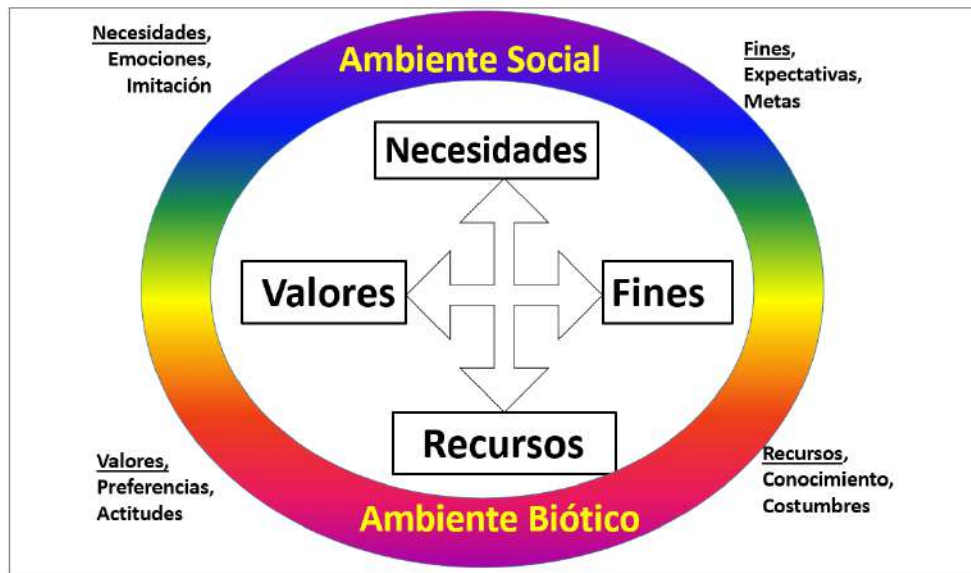 Necesidades,
Emociones,
Imitación
Ambiente Social
Fines,
Expectativas,
Metas
Necesidades
Valores
Fines
Recursos
Valores,
Preferencias,
Actitudes
Ambiente Biótico
Recursos,
Conocimiento,
Costumbres